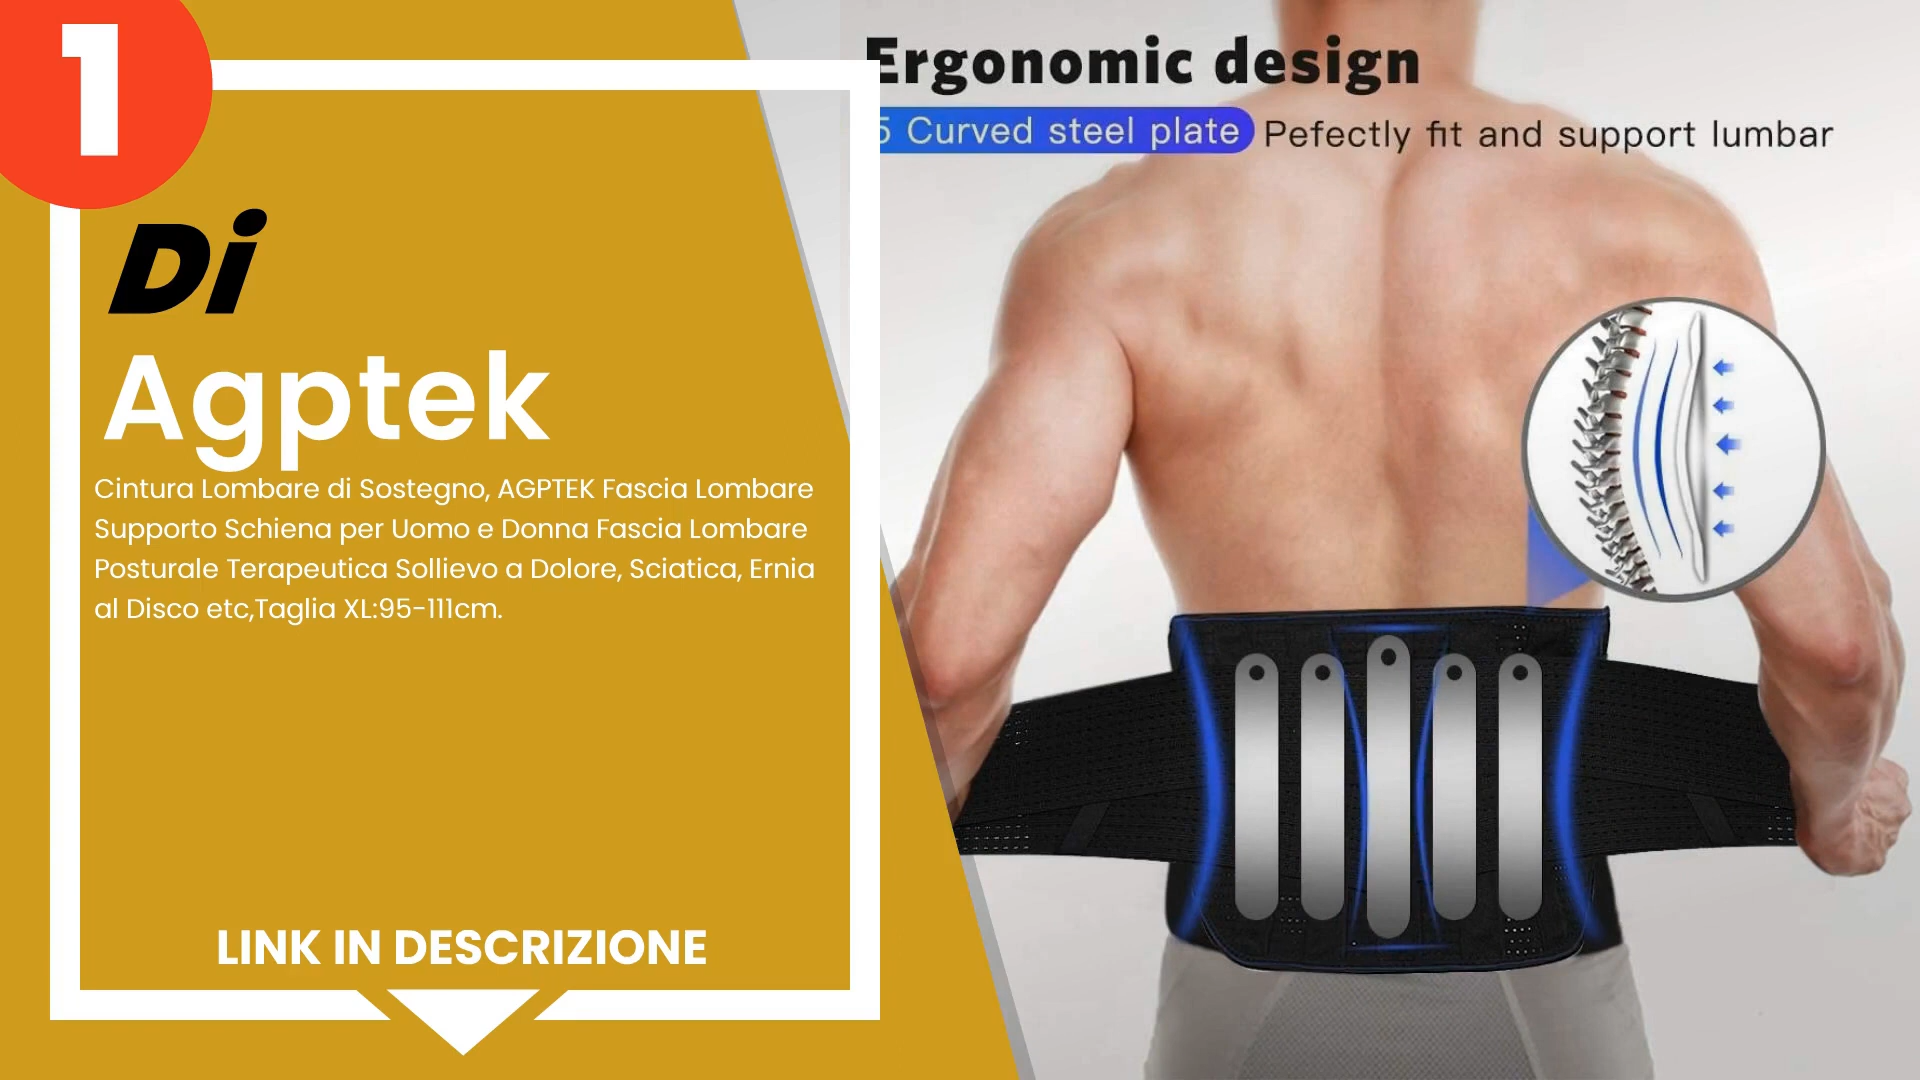 1
Di
Agptek
Cintura Lombare di Sostegno, AGPTEK Fascia Lombare
Supporto Schiena per Uomo e Donna Fascia Lombare
Posturale Terapeutica Sollievo a Dolore, Sciatica, Ernia
al Disco etc,Taglia XL:95-111cm.
LINK IN DESCRIZIONE
Ergonomic design
5 Curved steel plate Pefectly fit and support lumbar